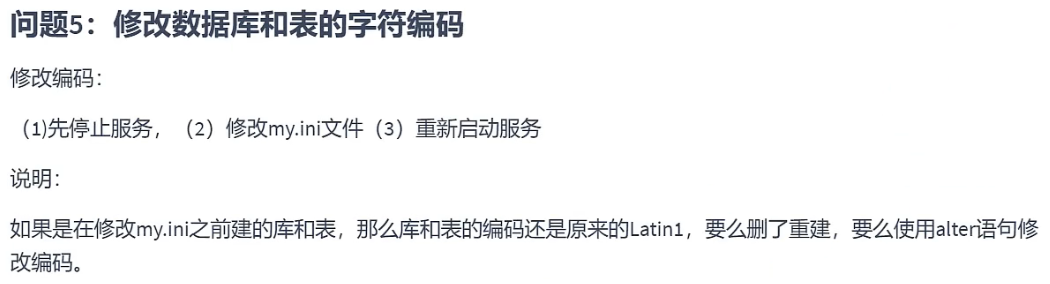 问题5：修改数据库和表的字符编码
修改编码：
（1)先停止服务，（2）修改my.ini文件（3）重新启动服务
说明：
如果是在修改my.ini之前建的库和表，那么库和表的编码还是原来的Latin1，要么删了重建，要么使用alter语句修
改编码。